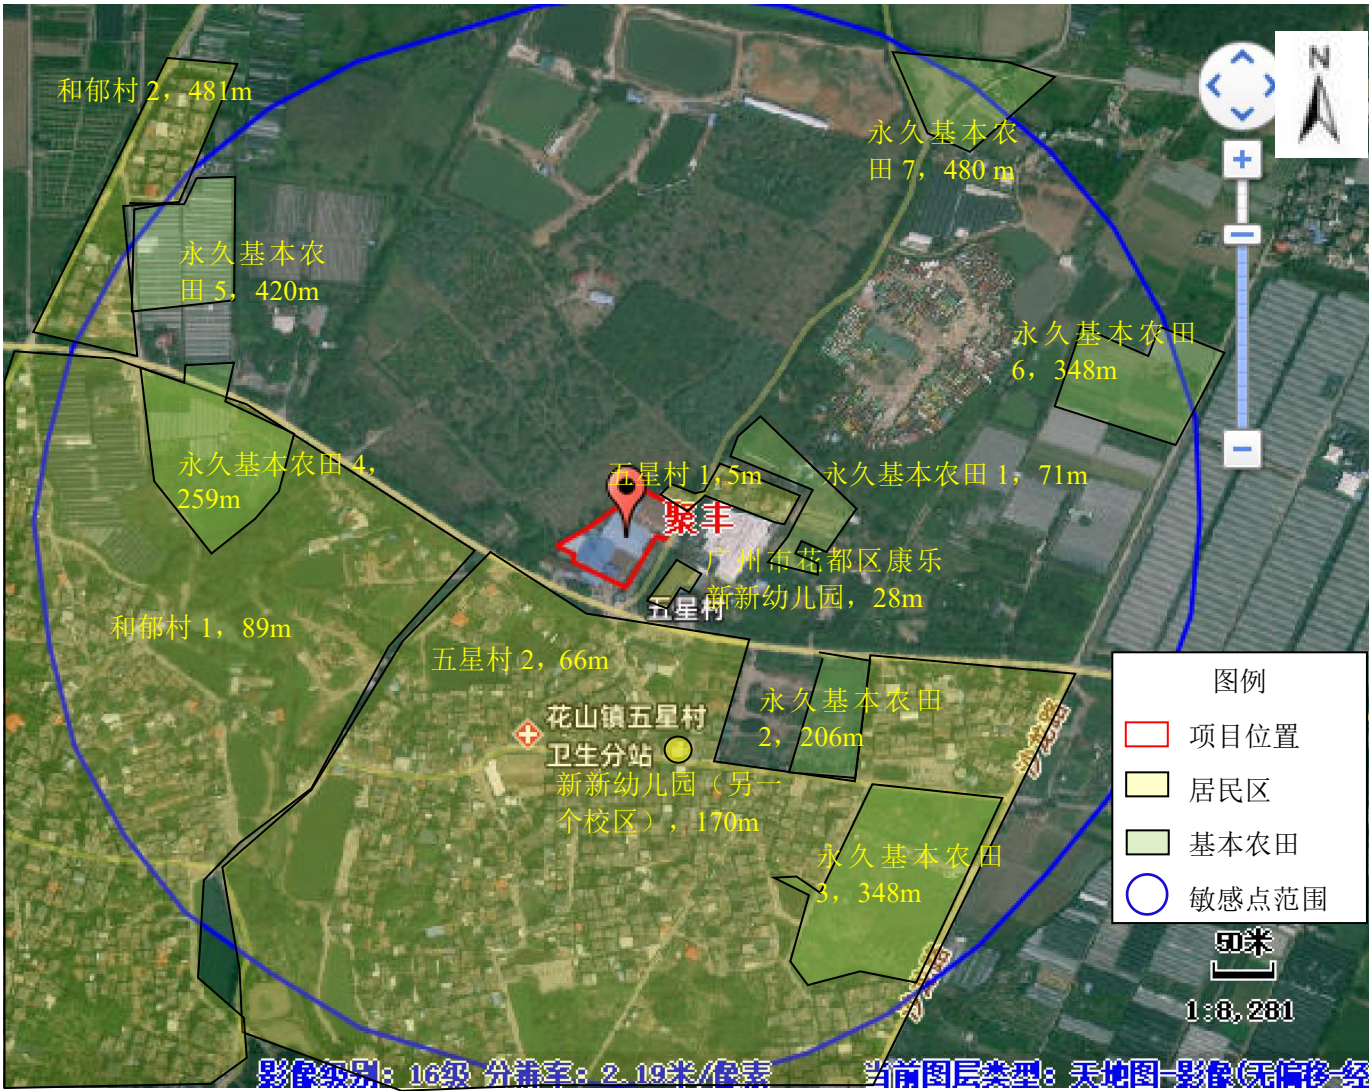 N
和郁村 2，481m
永久基本农
田 7，480 m
永久基本农
田 5，420m
永久基本农田
6，348m
永久基本农田 4，
259m
五星村 1,5m
永久基本农田 1，71m
聚丰
广州市花都区康乐
新新幼儿园，28m
五星村
和郁村 1，89m
五星村 2，66m
永久基本农田
2，206m
花山镇五星村
卫生分站
新新幼儿园（另一
个校区），170m
永久基本农田
3，348m
图例
项目位置
居民区
基本农田
敏感点范围
50米
1:8,281
影像级别：16级 分辨率：2.19米/像素
当前图层类型：天地图-影像(无偏移-经